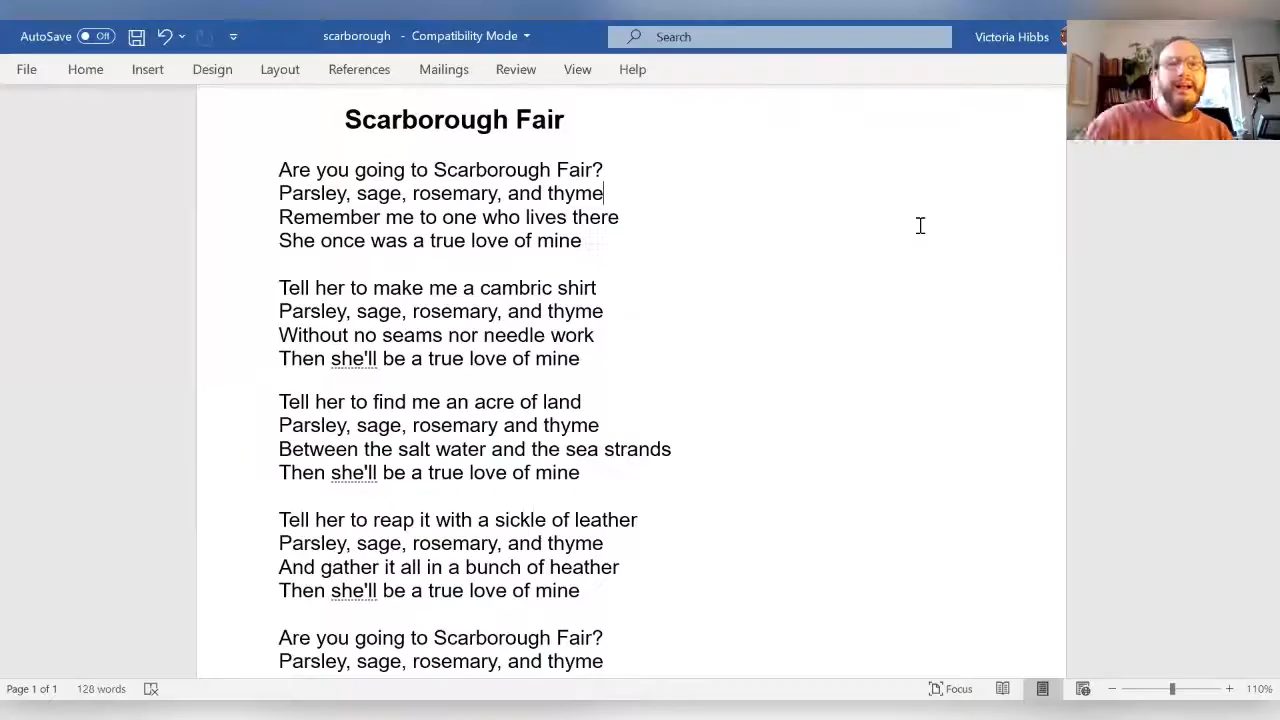 AutoSave Off scarborough - Compatibility Mode Search Victoria Hibbs
File Home Insert Design Layout References Mailings Review View Help
Scarborough Fair
Are you going to Scarborough Fair?
Parsley, sage, rosemary, and thyme
Remember me to one who lives there
She once was a true love of mine
Tell her to make me a cambric shirt
Parsley, sage, rosemary, and thyme
Without no seams nor needle work
Then she'll be a true love of mine
Tell her to find me an acre of land
Parsley, sage, rosemary and thyme
Between the salt water and the sea strands
Then she'll be a true love of mine
Tell her to reap it with a sickle of leather
Parsley, sage, rosemary, and thyme
And gather it all in a bunch of heather
Then she'll be a true love of mine
Are you going to Scarborough Fair?
Parsley, sage, rosemary, and thyme
Page 1 of 1 128 words Focus 110%